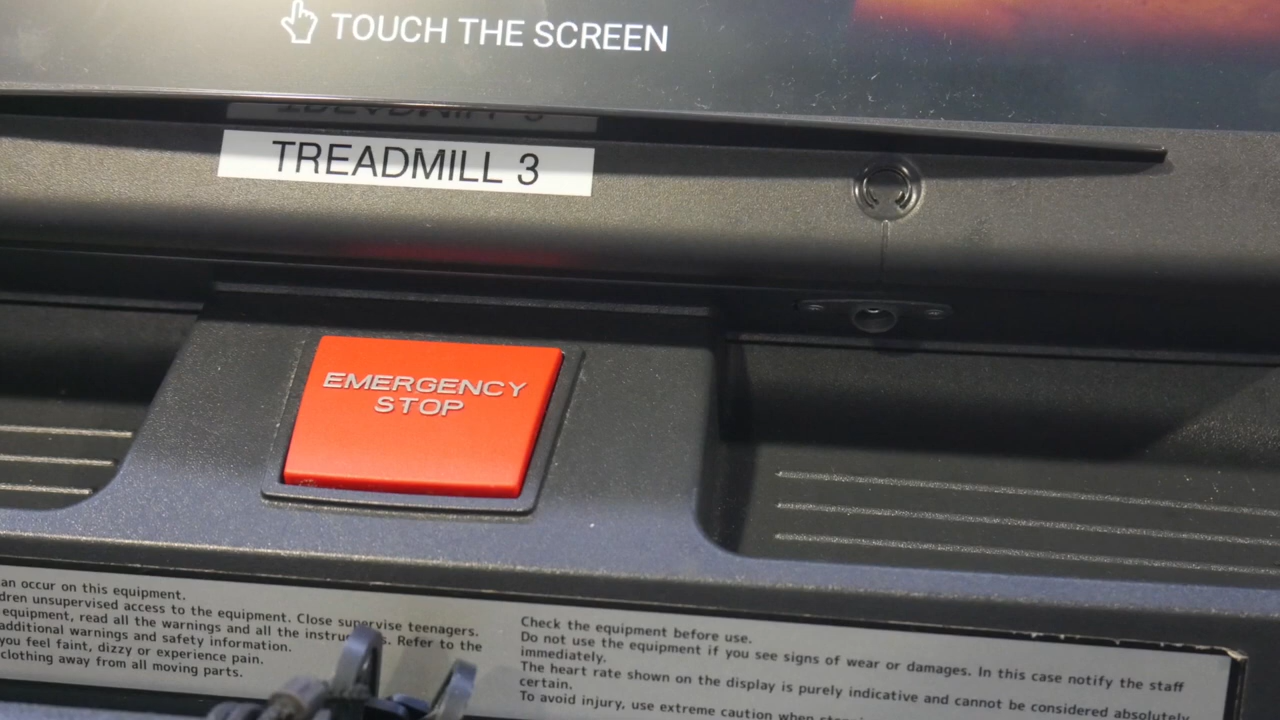 TOUCH THE SCREEN
TREADMILL 3
EMERGENCY
STOP
an occur on this equipment.
dren unsupervised access to the equipment. Close supervise teenagers.
equipment, read all the warnings and all the instruc s. Refer to the
additional warnings and safety information.
you feel faint, dizzy or experience pain.
clothing away from all moving parts.
Check the equipment before use.
Do not use the equipment if you see signs of wear or damages. In this case notify the staff
immediately.
The heart rate shown on the display is purely indicative and cannot be considered absolutely
certain.
To avoid injury, use extreme caution when